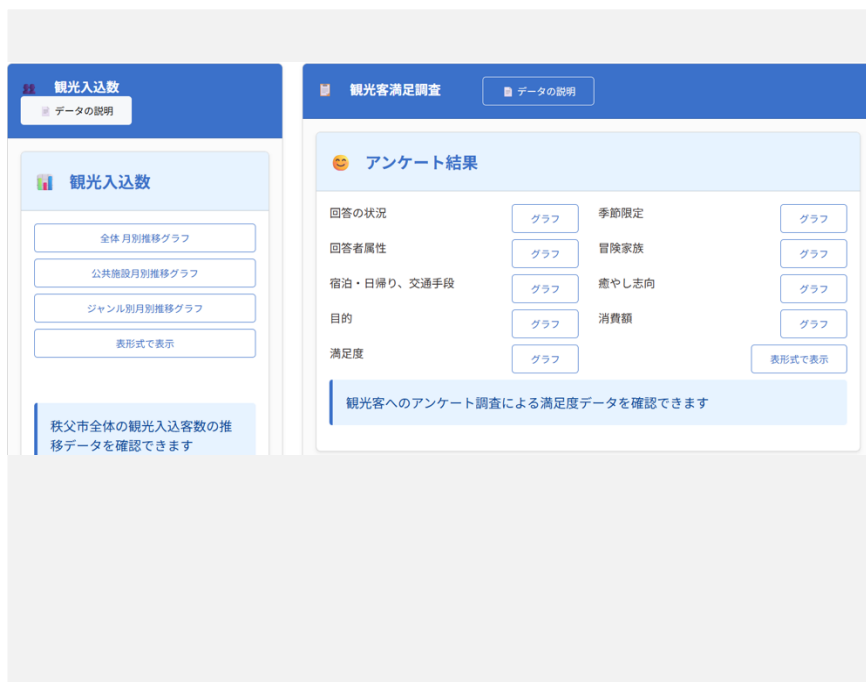 観光入込数
データの説明
観光入込数
全体 月別推移グラフ
公共施設月別推移グラフ
ジャンル別月別推移グラフ
表形式で表示
秩父市全体の観光入込客数の推
移データを確認できます
観光客満足調査
データの説明
アンケート結果
回答の状況 グラフ 季節限定 グラフ
回答者属性 グラフ 冒険家族 グラフ
宿泊・日帰り、交通手段 グラフ 癒やし志向 グラフ
目的 グラフ 消費額 グラフ
満足度 グラフ 表形式で表示
観光客へのアンケート調査による満足度データを確認できます